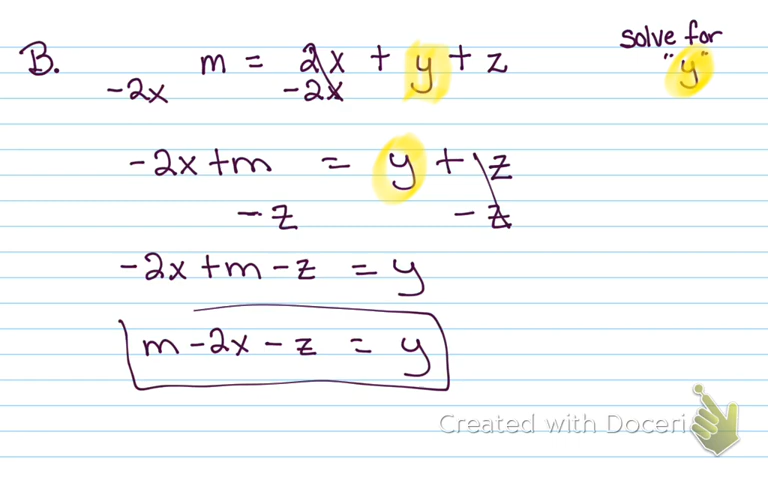 solve for
B. m = 2x + y + z "y"
-2x -2x
-2x + m = y + z
-z -z
-2x + m - z = y
m - 2x - z = y
Created with Doceri